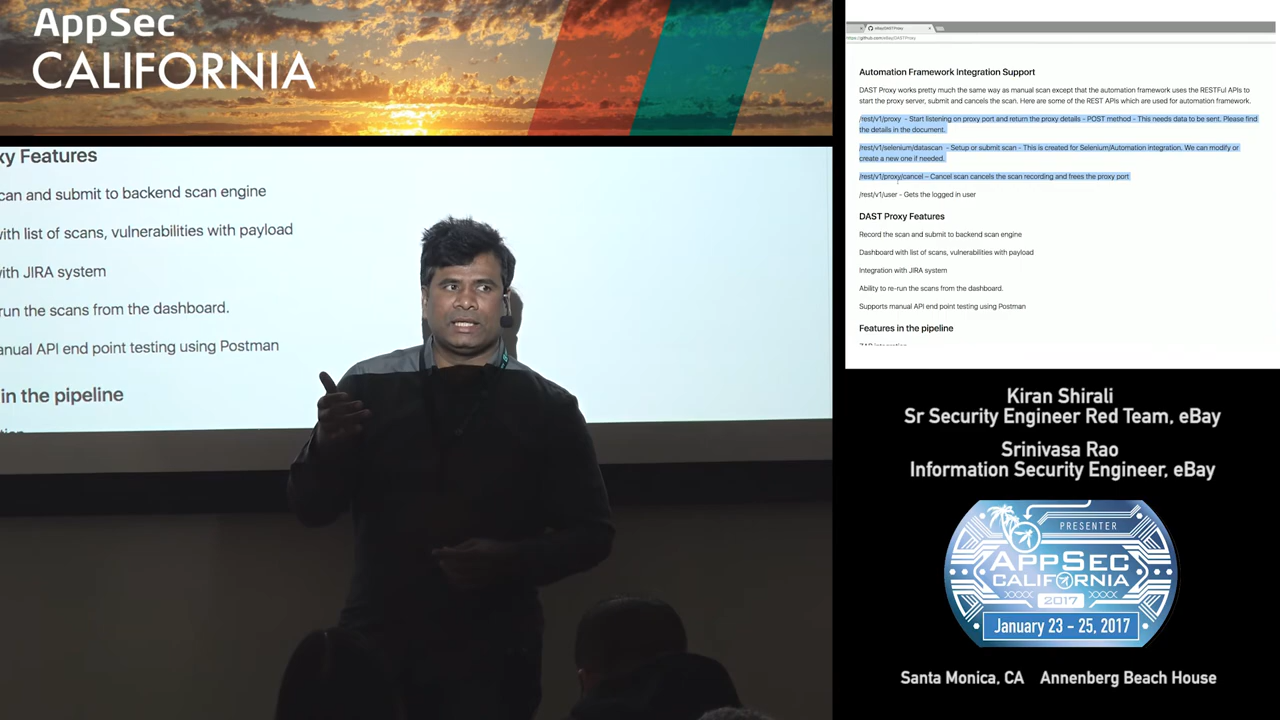 AppSec
CALIFORNIA
xy Features
can and submit to backend scan engine
with list of scans, vulnerabilities with payload
with JIRA system
run the scans from the dashboard.
anual API end point testing using Postman
in the pipeline
eBay/DASTProxy
https://github.com/eBay/DASTProxy
Automation Framework Integration Support
DAST Proxy works pretty much the same way as manual scan except that the automation framework uses the RESTFul APIs to
start the proxy server, submit and cancels the scan. Here are some of the REST APIs which are used for automation framework.
/rest/v1/proxy - Start listening on proxy port and return the proxy details - POST method - This needs data to be sent. Please find
the details in the document.
/rest/v1/selenium/datascan - Setup or submit scan - This is created for Selenium/Automation integration. We can modify or
create a new one if needed.
/rest/v1/proxy/cancel – Cancel scan cancels the scan recording and frees the proxy port
/rest/v1/user - Gets the logged in user
DAST Proxy Features
Record the scan and submit to backend scan engine
Dashboard with list of scans, vulnerabilities with payload
Integration with JIRA system
Ability to re-run the scans from the dashboard.
Supports manual API end point testing using Postman
Features in the pipeline
ZAP integration
Kiran Shirali
Sr Security Engineer Red Team, eBay
Srinivasa Rao
Information Security Engineer, eBay
PRESENTER
APPSEC
CALIFORNIA
2017
January 23 - 25, 2017
Santa Monica, CA Annenberg Beach House